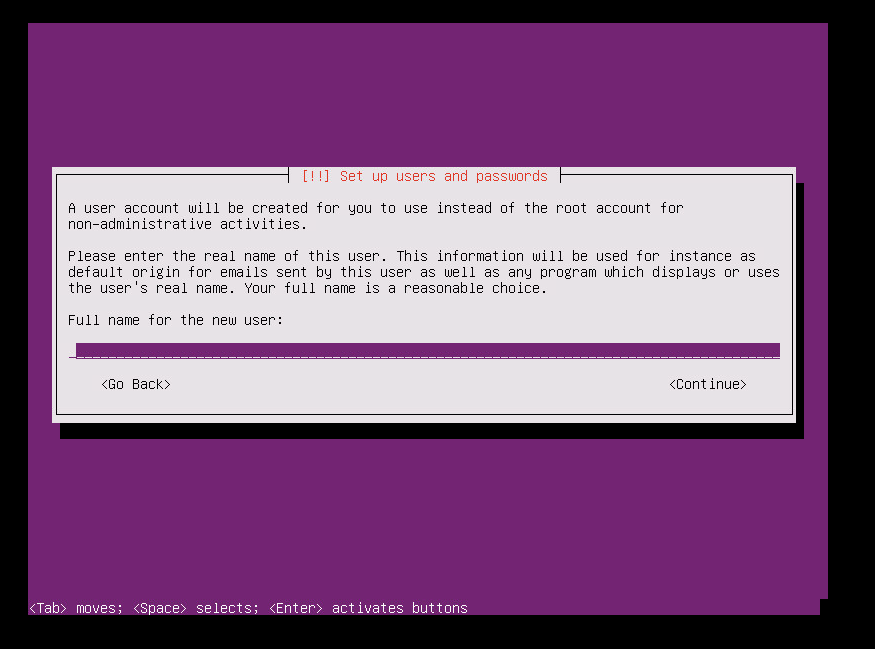 [!!] Set up users and passwords
A user account will be created for you to use instead of the root account for
non-administrative activities.
Please enter the real name of this user. This information will be used for instance as
default origin for emails sent by this user as well as any program which displays or uses
the user's real name. Your full name is a reasonable choice.
Full name for the new user:
<Go Back> <Continue>
<Tab> moves; <Space> selects; <Enter> activates buttons